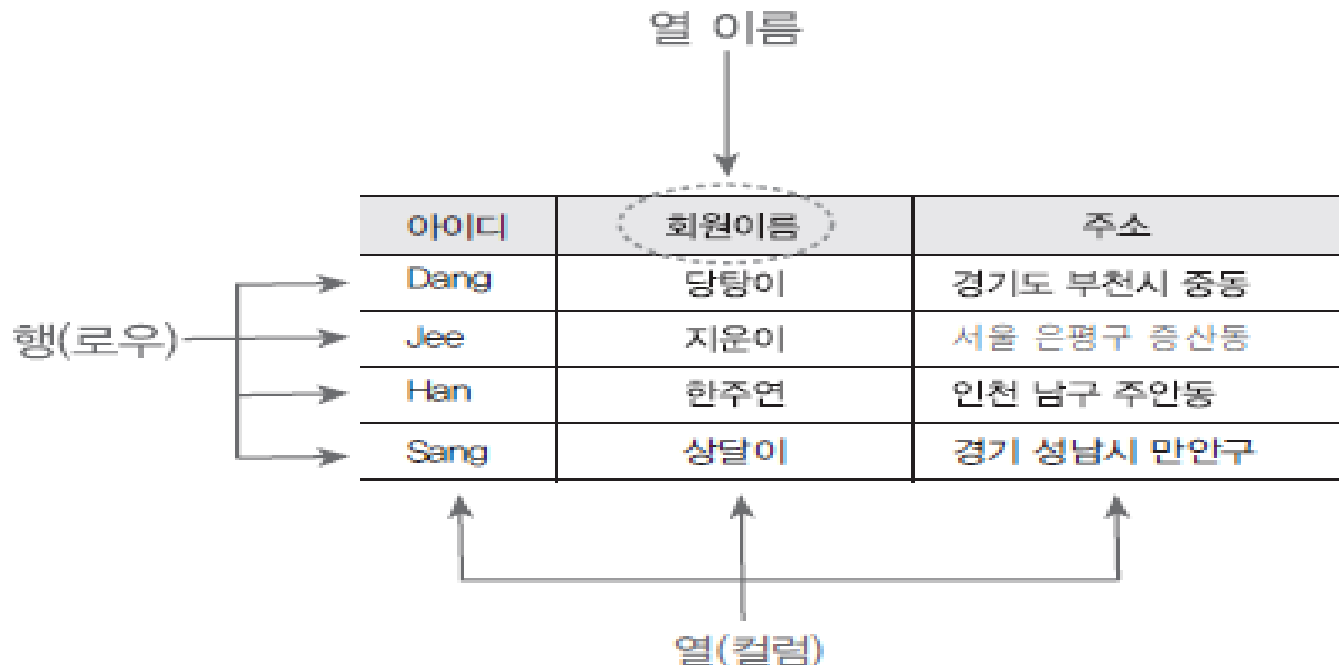 열 이름
아이디 회원이름 주소
Dang 당탕이 경기도 부천시 중동
행(로우) Jee 지운이 서울 은평구 증산동
Han 한주연 인천 남구 주안동
Sang 상달이 경기 성남시 만안구
열(컬럼)